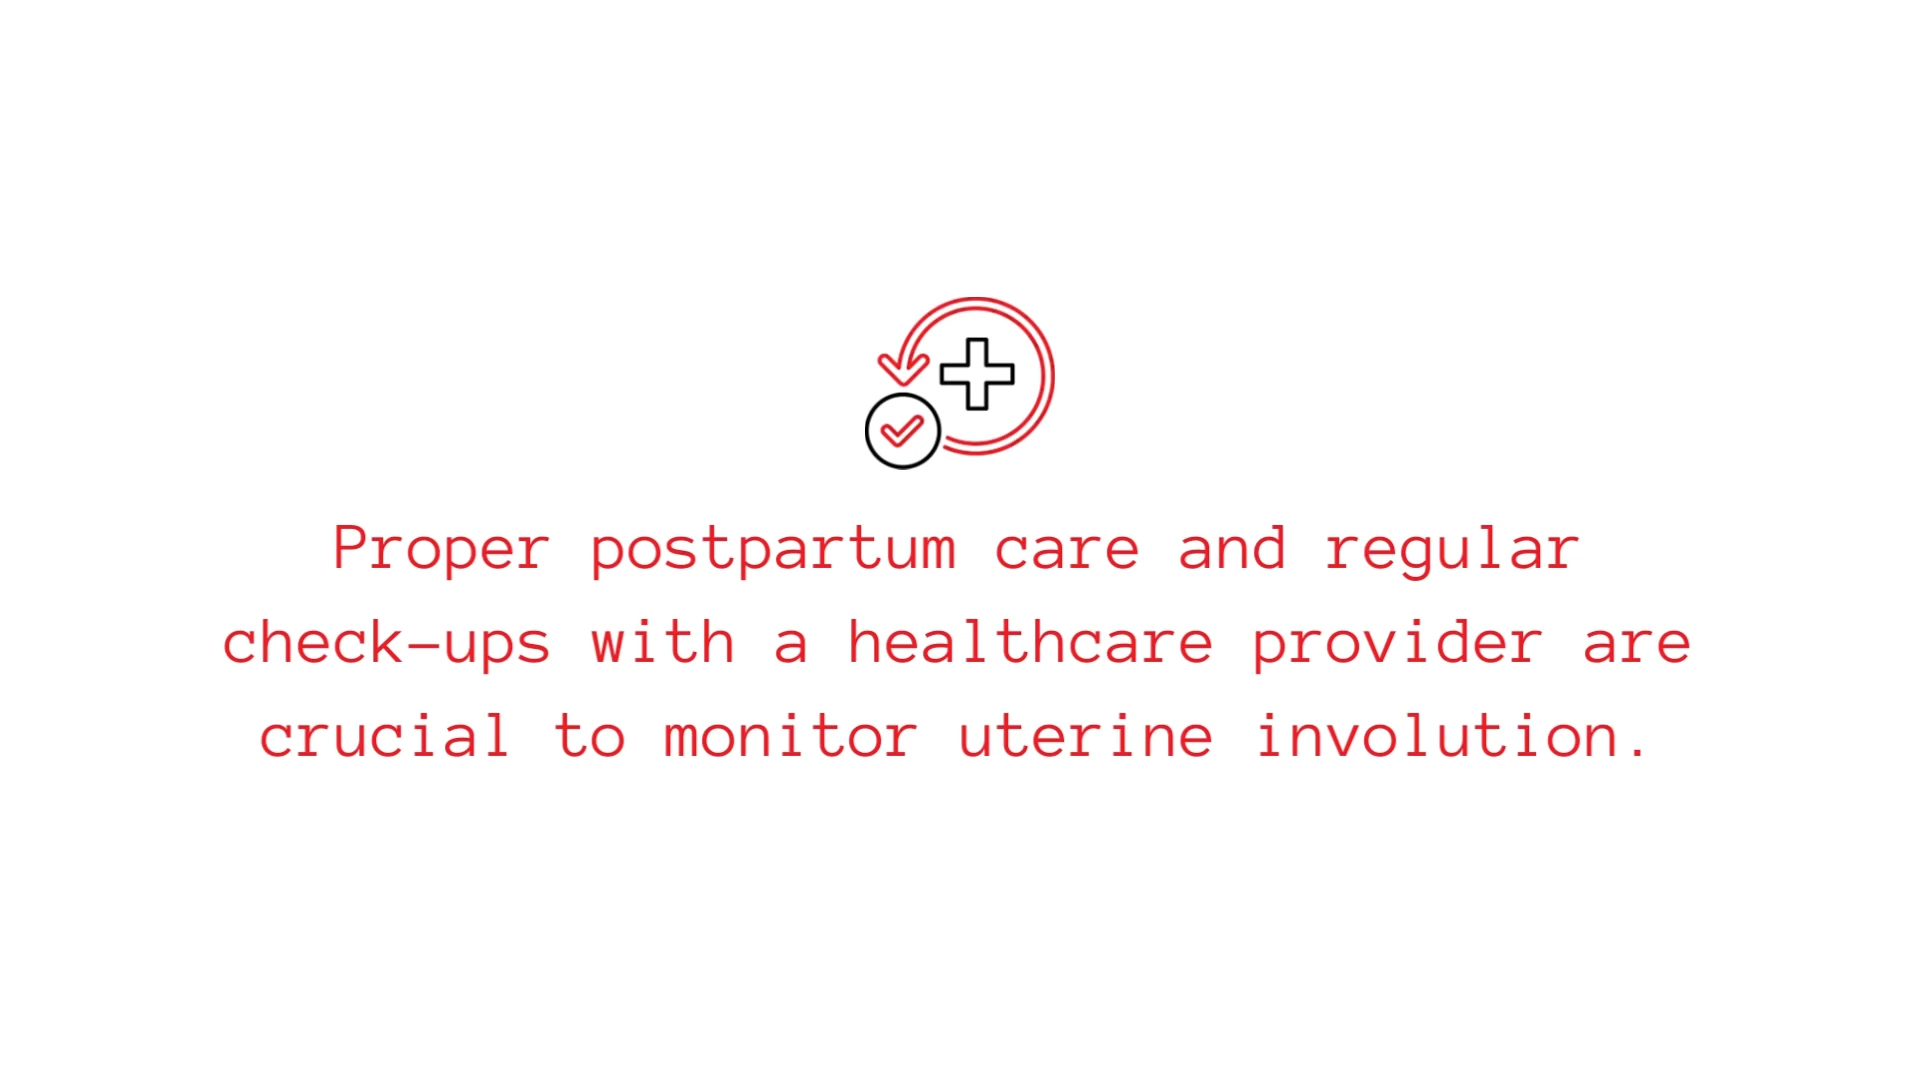 Proper postpartum care and regular
check-ups with a healthcare provider are
crucial to monitor uterine involution.